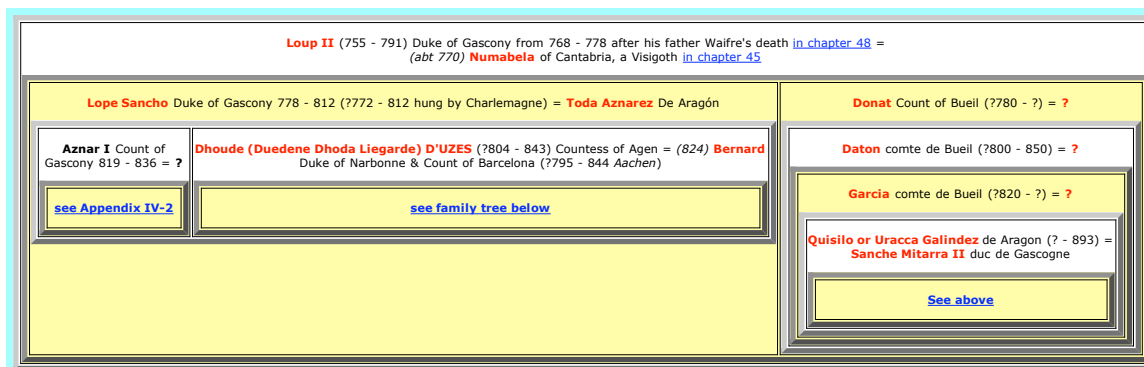 Loup II (755 - 791) Duke of Gascony from 768 - 778 after his father Waifre's death in chapter 48 =
(abt 770) Numabela of Cantabria, a Visigoth in chapter 45
Lope Sancho Duke of Gascony 778 - 812 (?772 - 812 hung by Charlemagne) = Toda Aznarez De Aragón
Aznar I Count of
Gascony 819 - 836 = ?
see Appendix IV-2
Dhoude (Duedene Dhoda Liegarde) D'UZES (?804 - 843) Countess of Agen = (824) Bernard
Duke of Narbonne & Count of Barcelona (?795 - 844 Aachen)
see family tree below
Donat Count of Bueil (?780 - ?) = ?
Daton comte de Bueil (?800 - 850) = ?
Garcia comte de Bueil (?820 - ?) = ?
Quisilo or Uracca Galindez de Aragon (? - 893) =
Sanche Mitarra II duc de Gascogne
See above